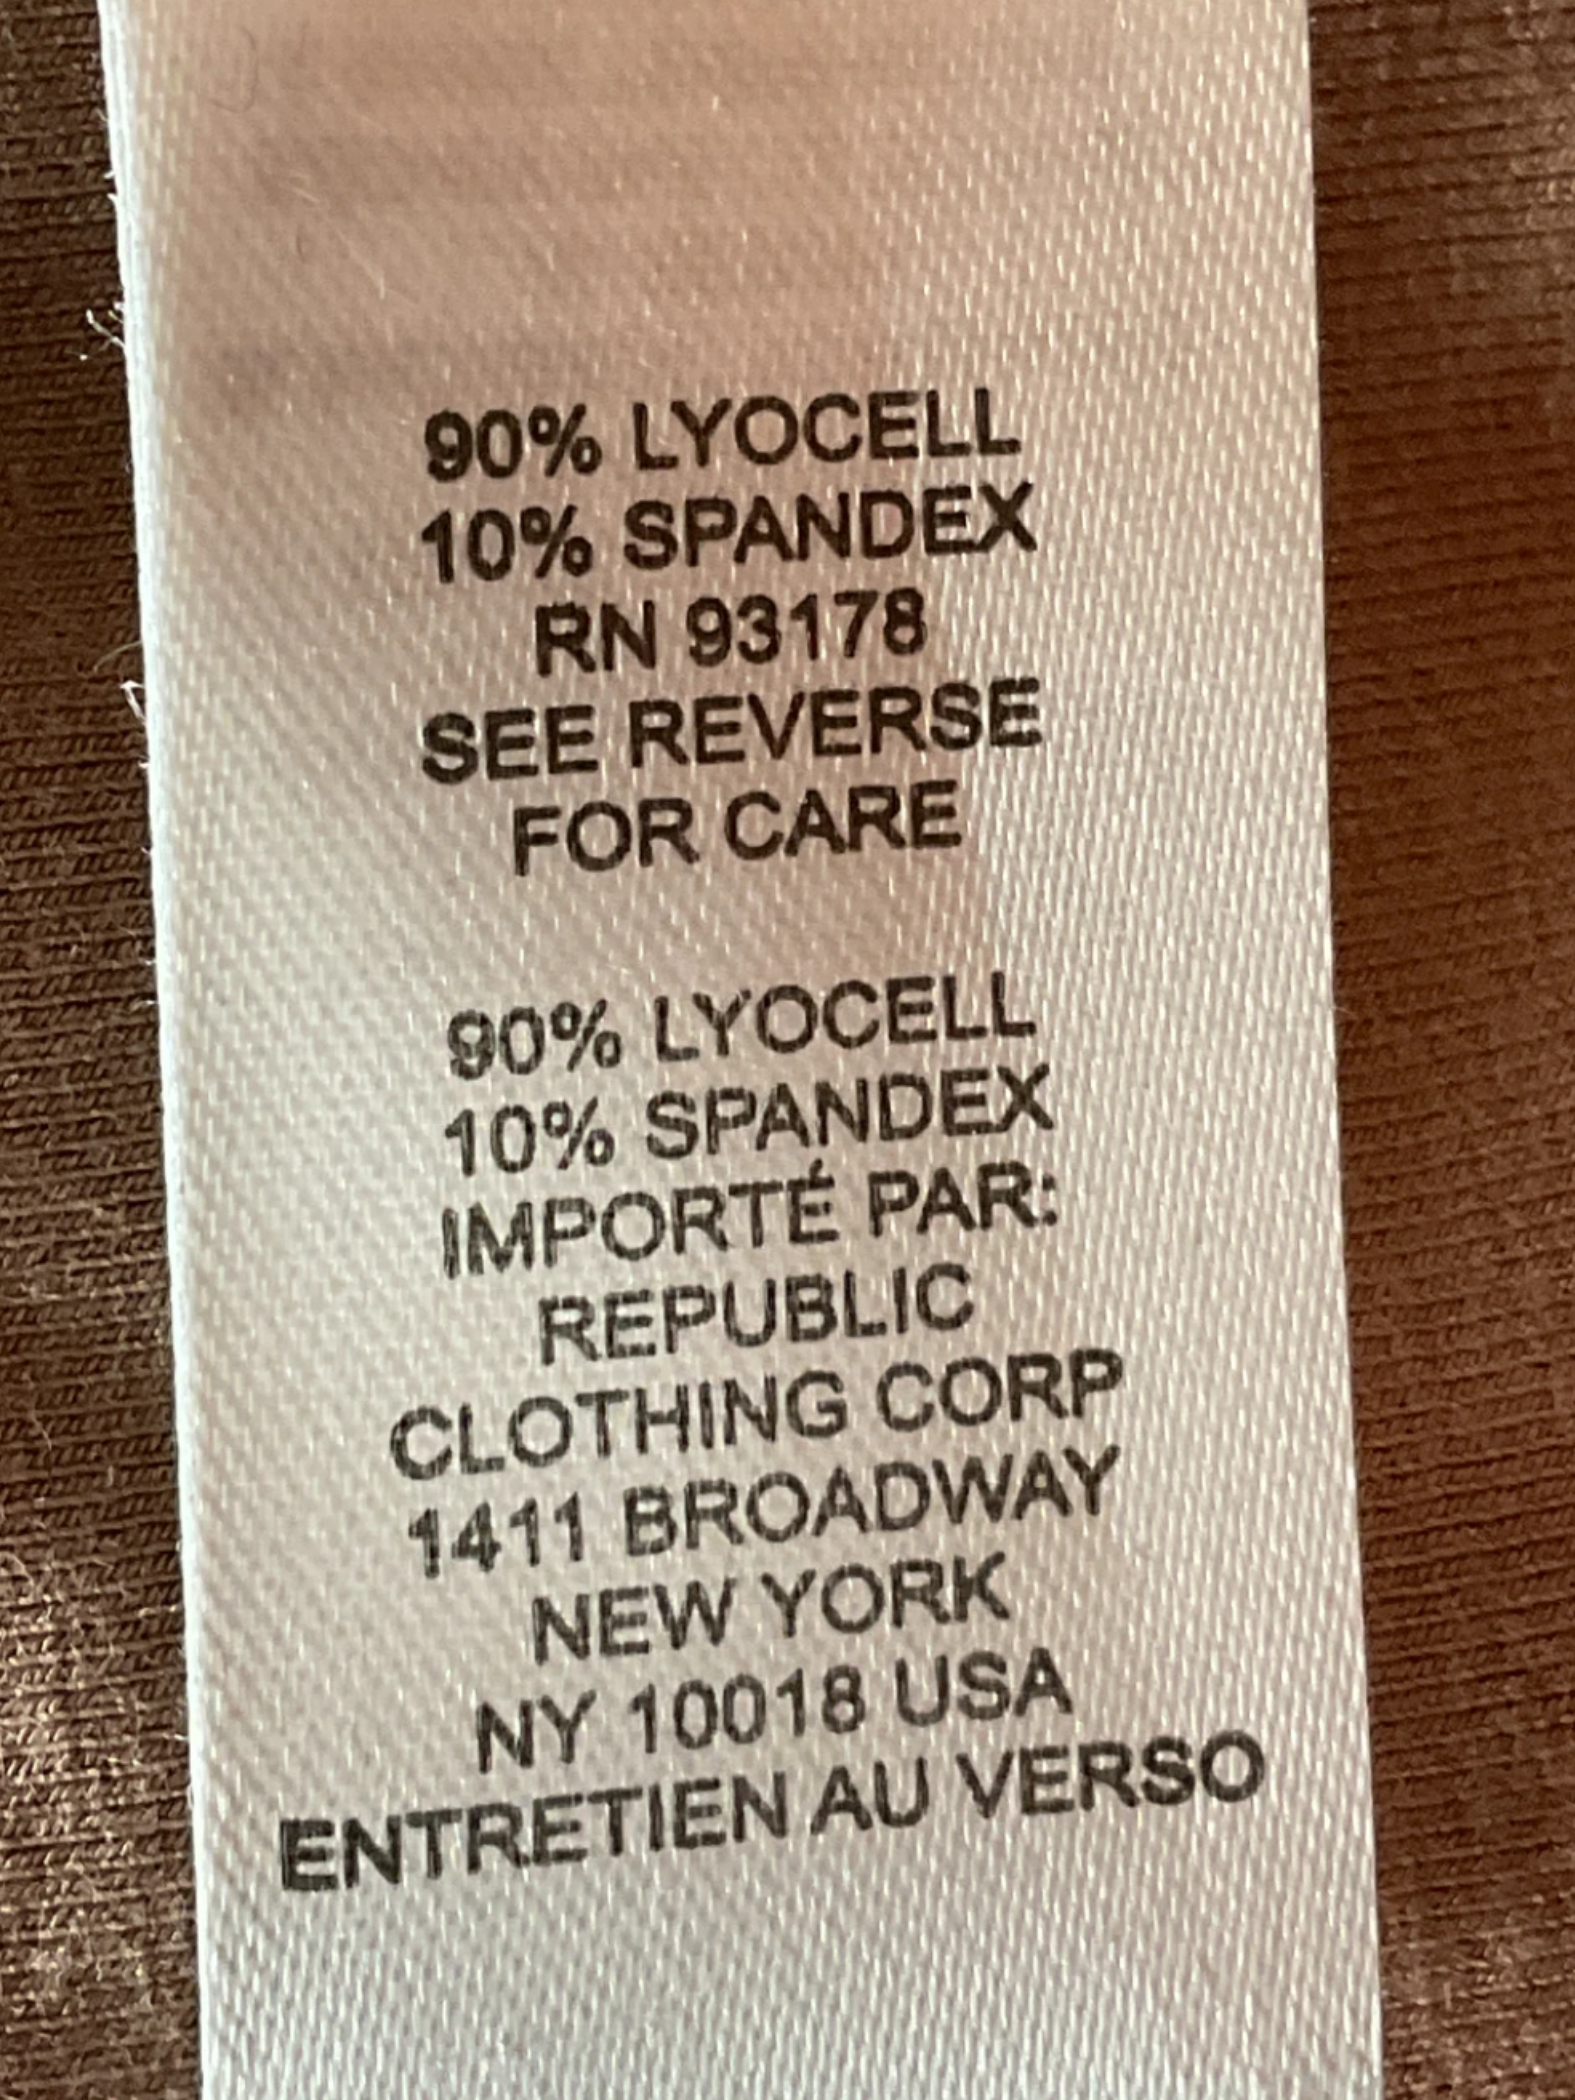 90% LYOCELL
10% SPANDEX
RN 93178
SEE REVERSE
FOR CARE
90% LYOCELL
10% SPANDEX
IMPORTÉ PAR:
REPUBLIC
CLOTHING CORP
1411 BROADWAY
NEW YORK
NY 10018 USA
ENTRETIEN AU VERSO